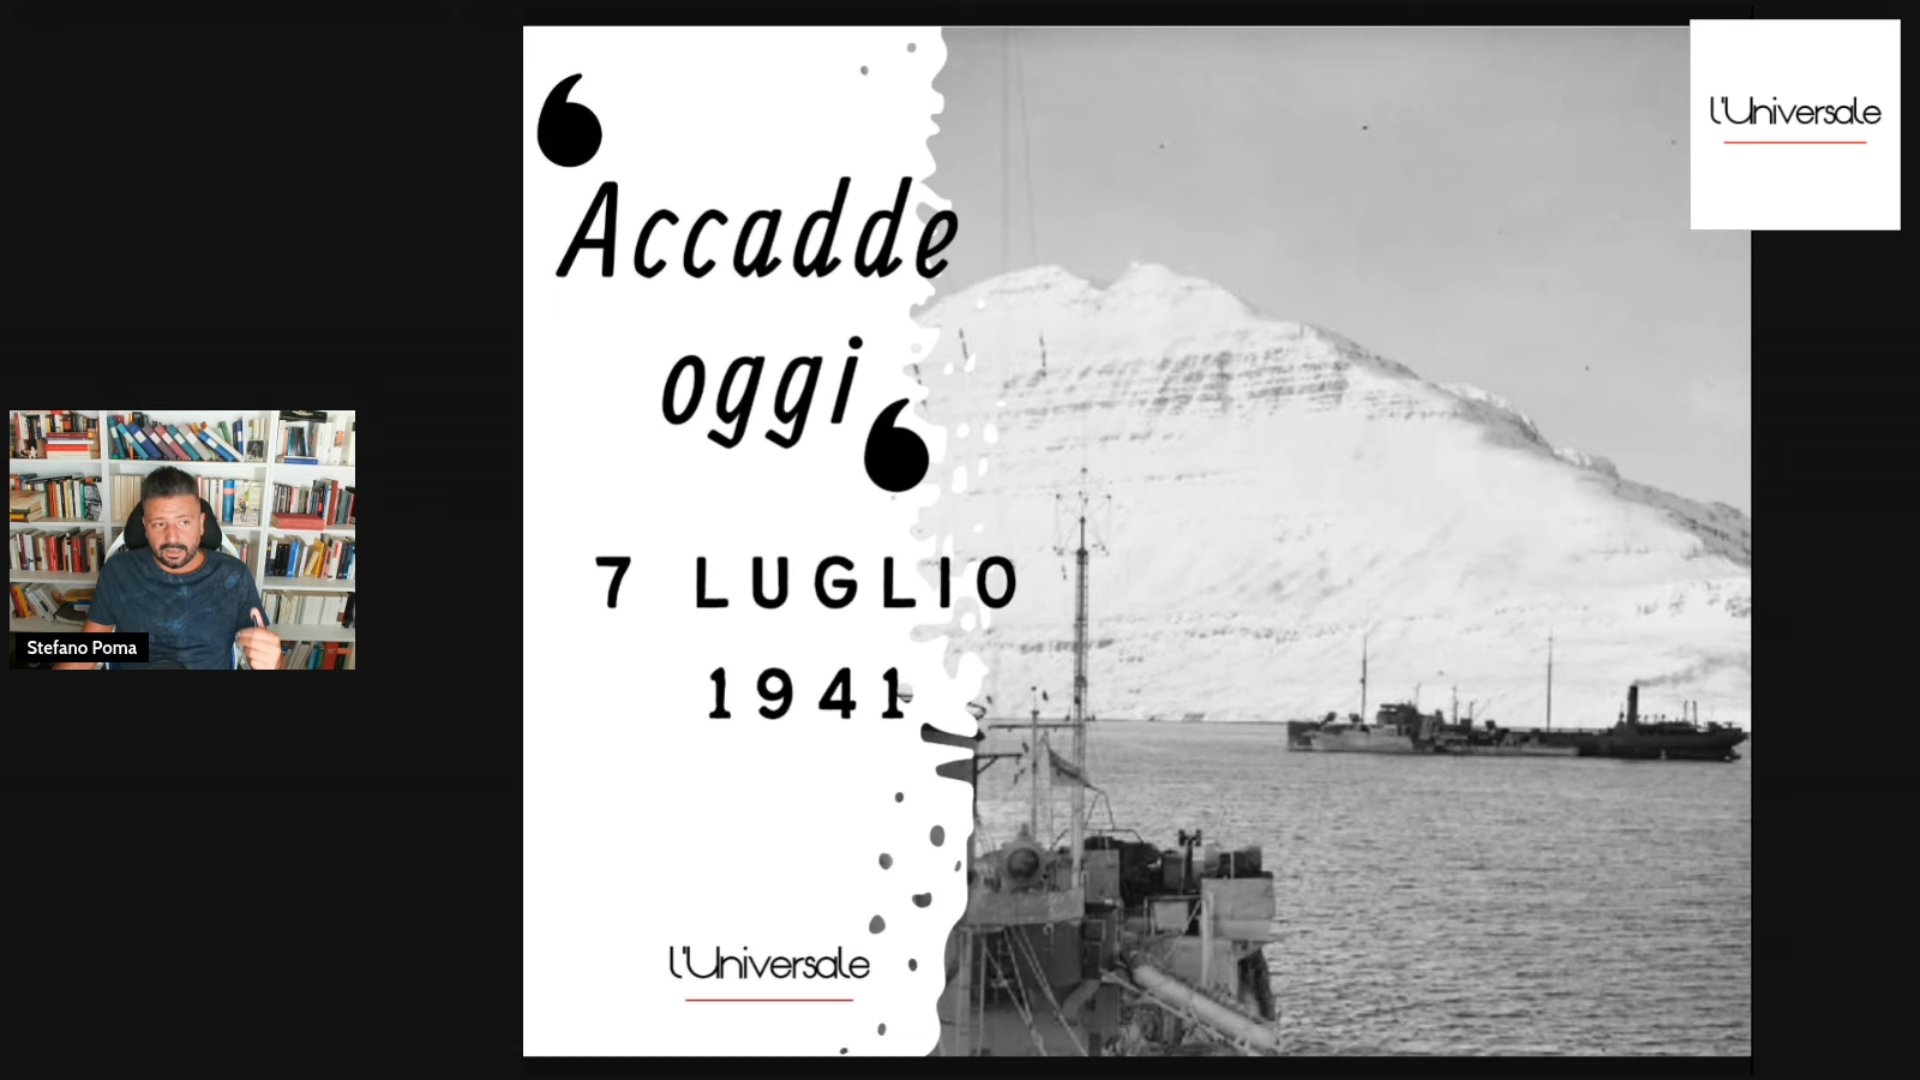 Accadde
oggi
7 LUGLIO
1941
l'Universale
l'Universale
Stefano Poma